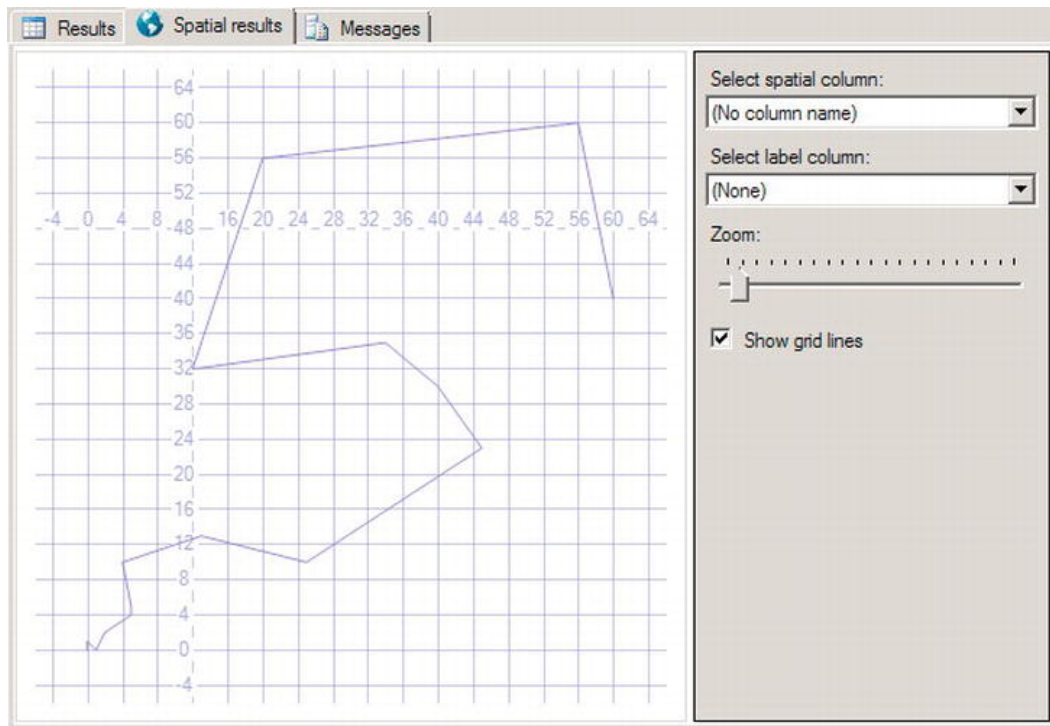 Results Spatial results Messages
64
60
56
52
-4 0 4 8 16 20 24 28 32 36 40 44 48 52 56 60 64
48
44
40
36
32
28
24
20
16
12
8
4
0
-4
Select spatial column:
(No column name)
Select label column:
(None)
Zoom:
Show grid lines